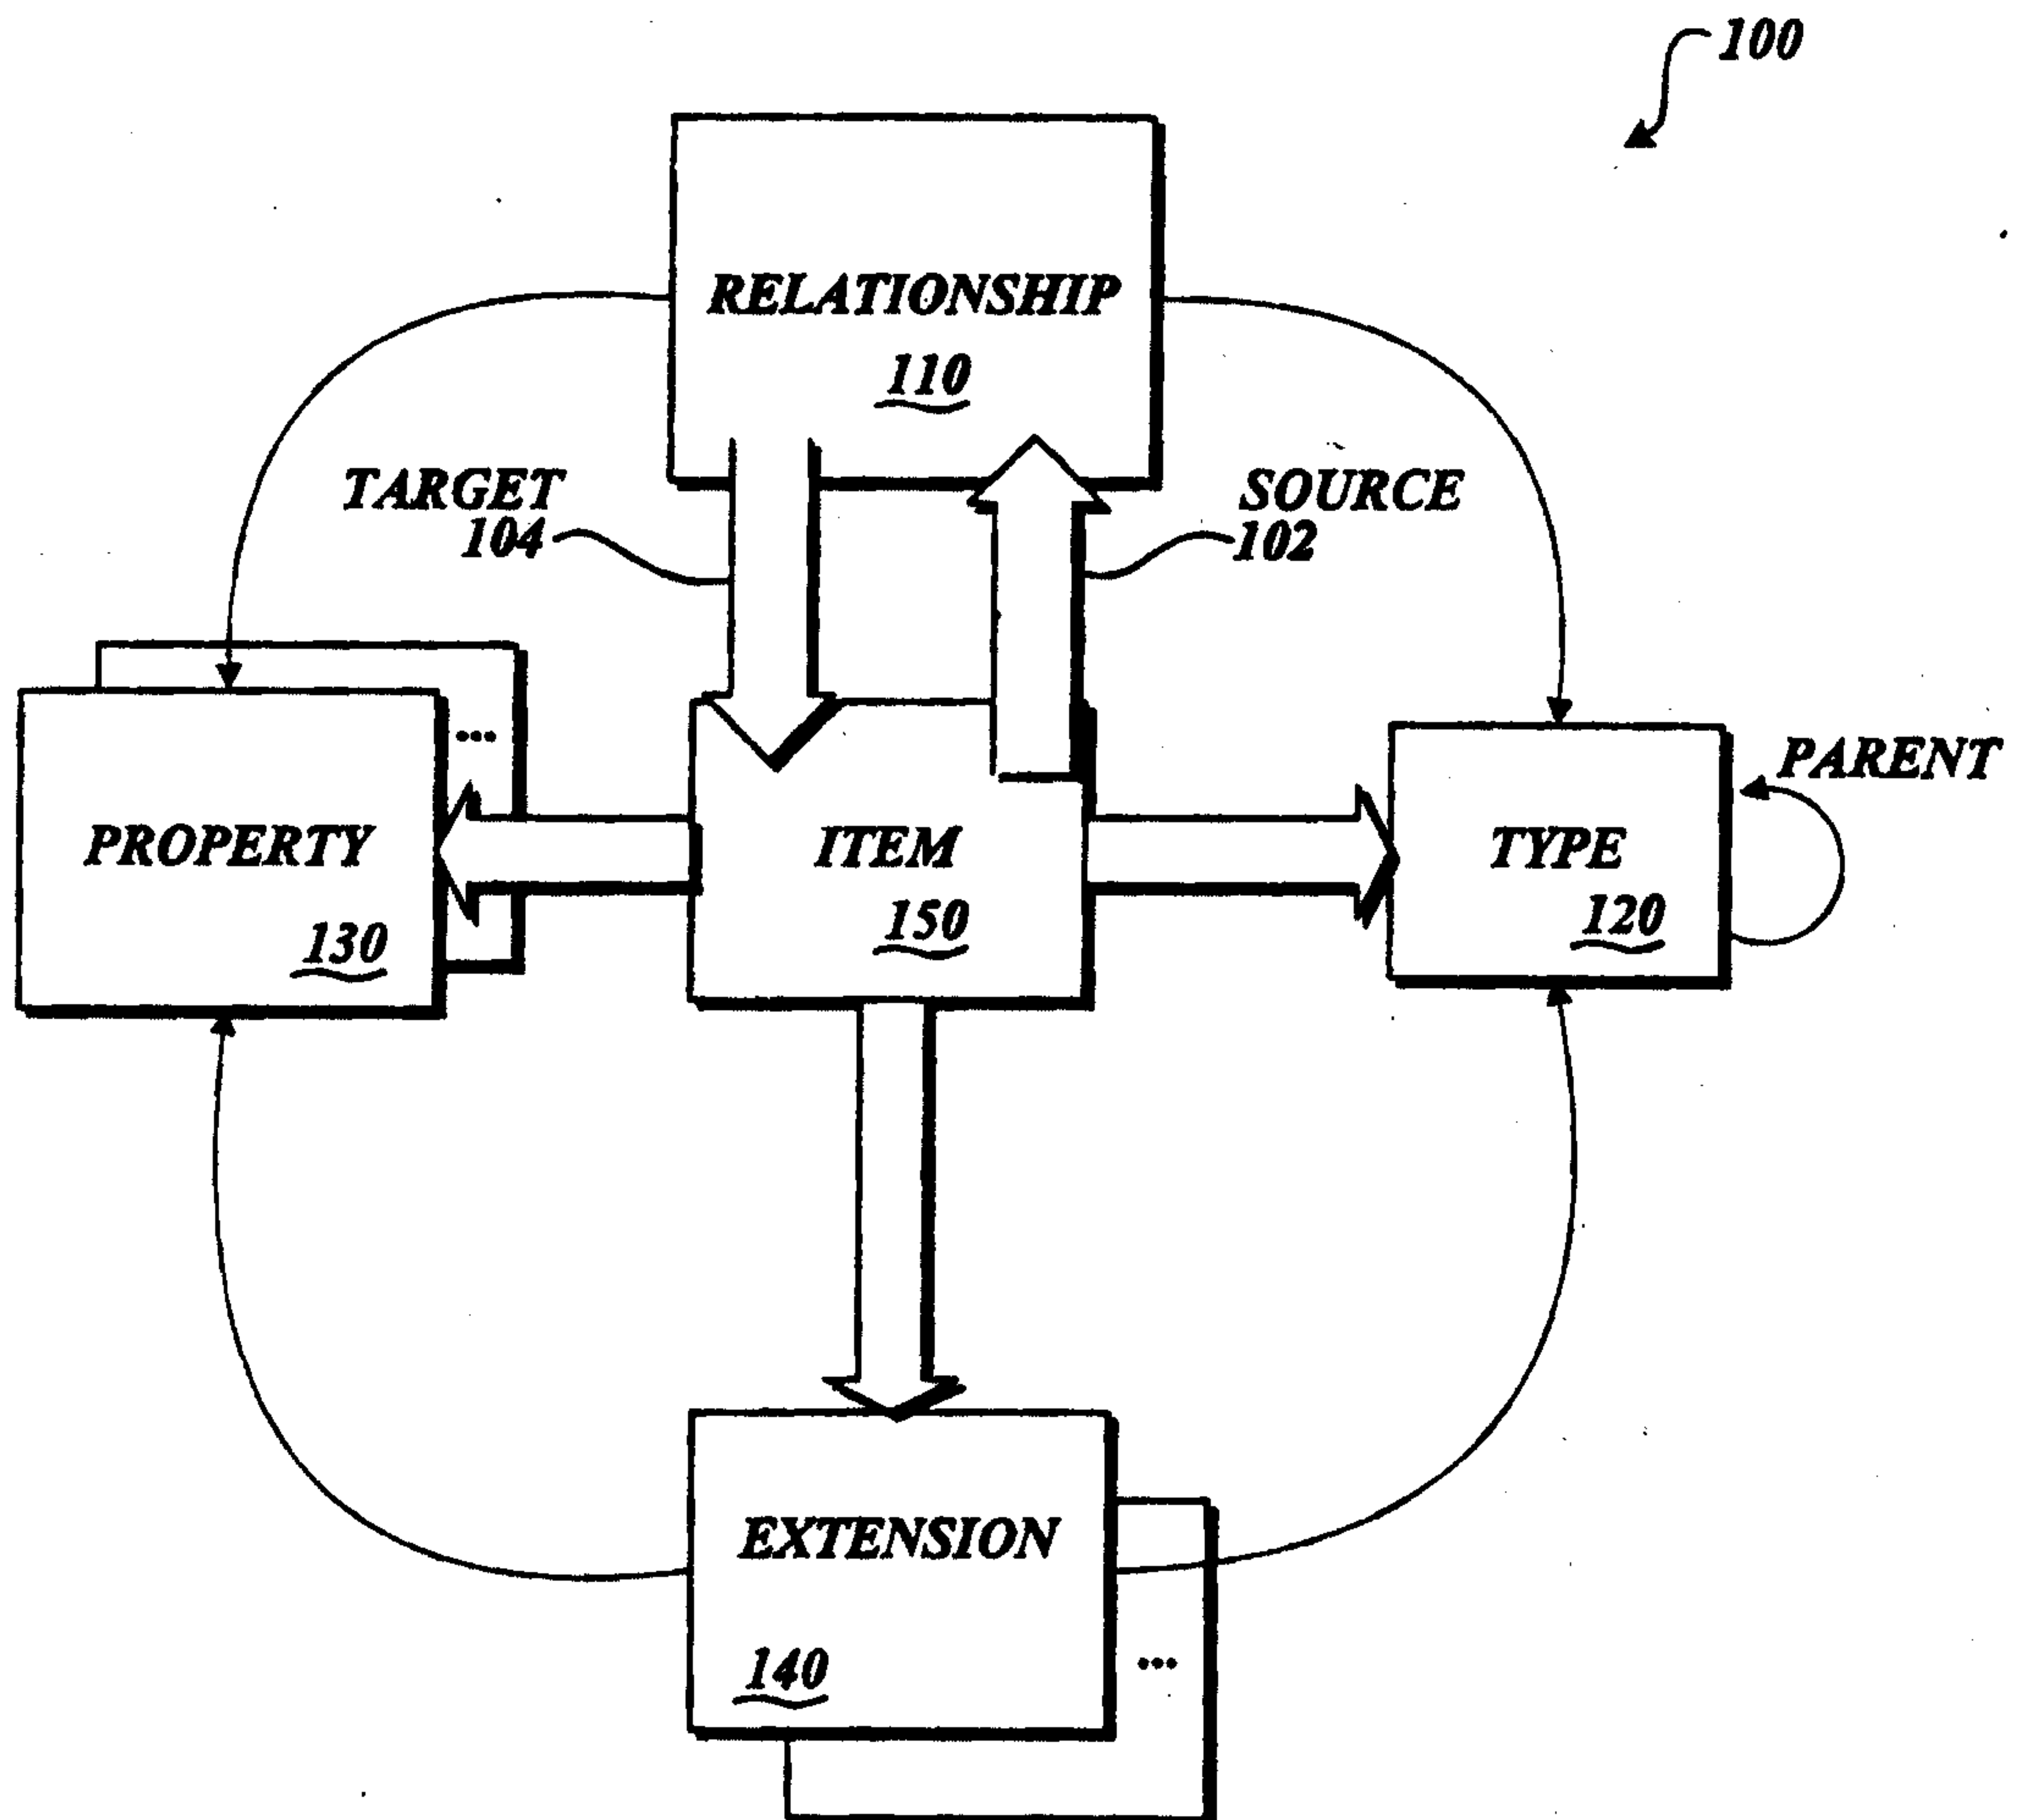 100
RELATIONSHIP
110
TARGET
104
SOURCE
102
...
PROPERTY
130
ITEM
150
TYPE
120
PARENT
EXTENSION
140
...